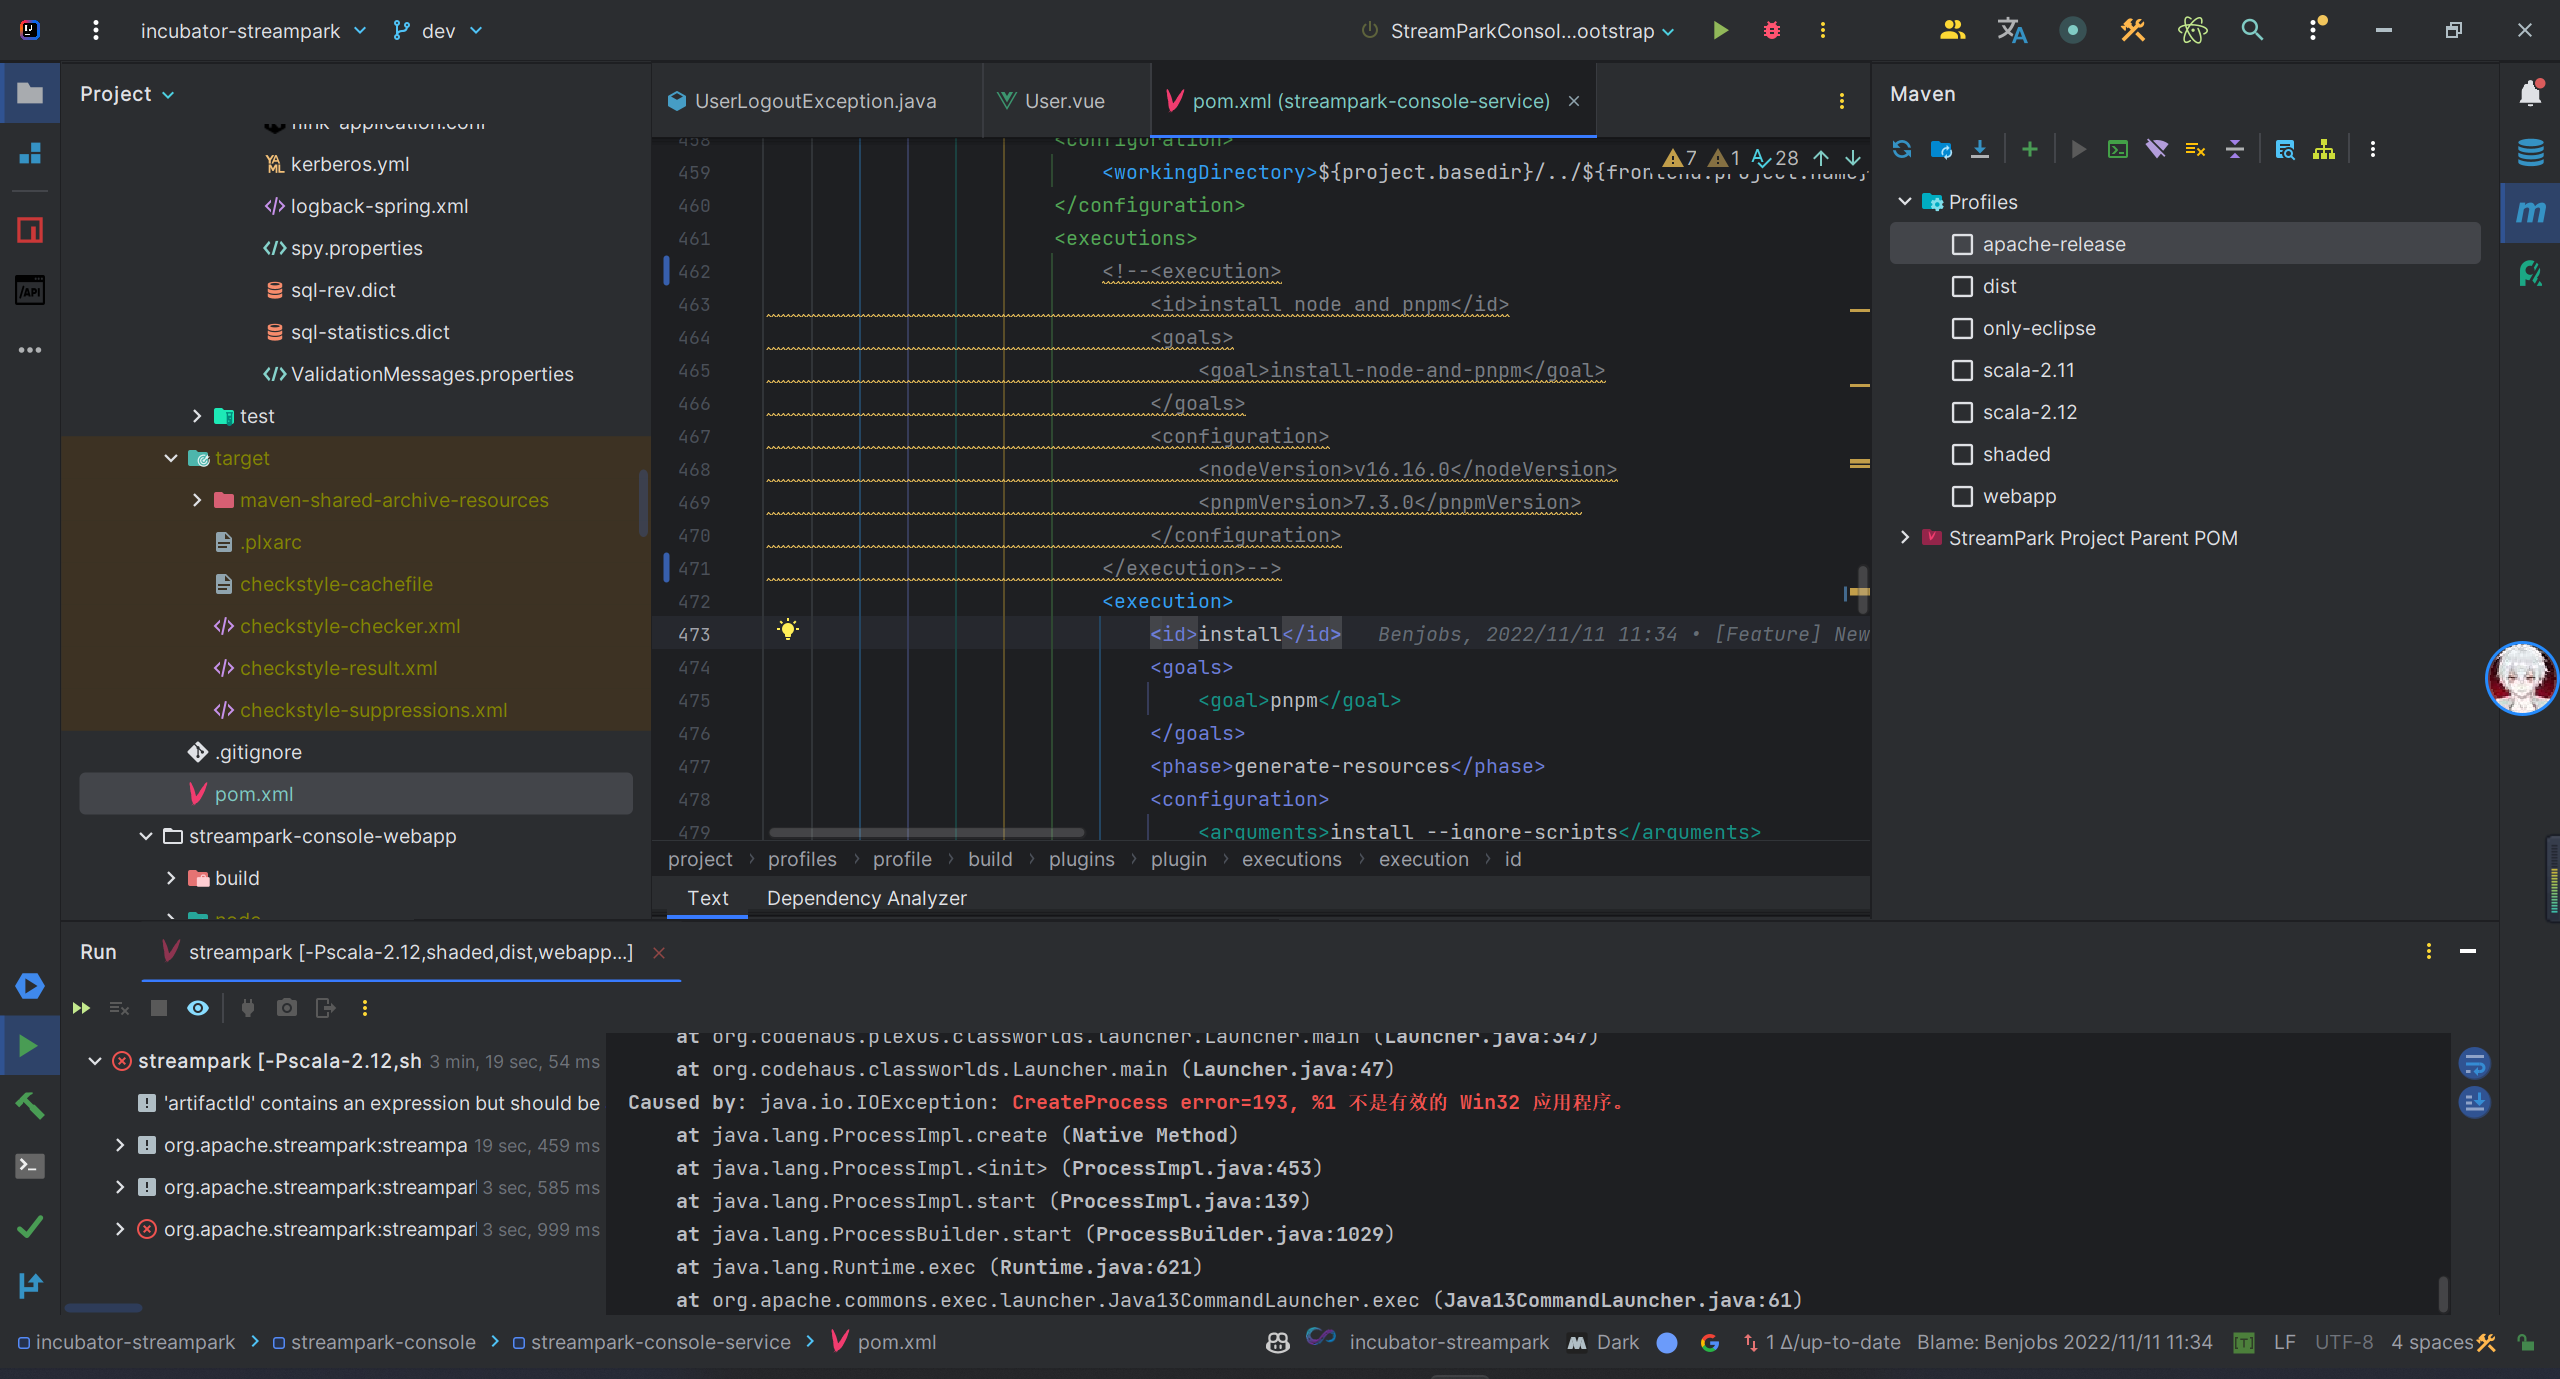 incubator-streampark
dev
StreamParkConsol...ootstrap
Project
kerberos.yml
logback-spring.xml
spy.properties
sql-rev.dict
sql-statistics.dict
ValidationMessages.properties
test
target
maven-shared-archive-resources
.plxarc
checkstyle-cachefile
checkstyle-checker.xml
checkstyle-result.xml
checkstyle-suppressions.xml
.gitignore
pom.xml
streampark-console-webapp
build
node
/API
UserLogoutException.java
User.vue
pom.xml (streampark-console-service)
7 1 28
458 <configuration>
459 <workingDirectory>${project.basedir}/../${frontend.project.name}
460 </configuration>
461 <executions>
462 <!--<execution>
463 <id>install node and pnpm</id>
464 <goals>
465 <goal>install-node-and-pnpm</goal>
466 </goals>
467 <configuration>
468 <nodeVersion>v16.16.0</nodeVersion>
469 <pnpmVersion>7.3.0</pnpmVersion>
470 </configuration>
471 </execution>-->
472 <execution>
473 <id>install</id> Benjobs, 2022/11/11 11:34 • [Feature] New
474 <goals>
475 <goal>pnpm</goal>
476 </goals>
477 <phase>generate-resources</phase>
478 <configuration>
479 <arguments>install --ignore-scripts</arguments>
project > profiles > profile > build > plugins > plugin > executions > execution > id
Text
Dependency Analyzer
Maven
Profiles
apache-release
dist
only-eclipse
scala-2.11
scala-2.12
shaded
webapp
StreamPark Project Parent POM
Run
streampark [-Pscala-2.12,shaded,dist,webapp...]
streampark [-Pscala-2.12,sh 3 min, 19 sec, 54 ms
'artifactId' contains an expression but should be
org.apache.streampark:streampa 19 sec, 459 ms
org.apache.streampark:streampar 3 sec, 585 ms
org.apache.streampark:streampar 3 sec, 999 ms
at org.codehaus.plexus.classworlds.launcher.Launcher.main (Launcher.java:347)
at org.codehaus.classworlds.Launcher.main (Launcher.java:47)
Caused by: java.io.IOException: CreateProcess error=193, %1 不是有效的 Win32 应用程序。
at java.lang.ProcessImpl.create (Native Method)
at java.lang.ProcessImpl.<init> (ProcessImpl.java:453)
at java.lang.ProcessImpl.start (ProcessImpl.java:139)
at java.lang.ProcessBuilder.start (ProcessBuilder.java:1029)
at java.lang.Runtime.exec (Runtime.java:621)
at org.apache.commons.exec.launcher.Java13CommandLauncher.exec (Java13CommandLauncher.java:61)
incubator-streampark > streampark-console > streampark-console-service > pom.xml
incubator-streampark
Dark
1 Δ/up-to-date
Blame: Benjobs 2022/11/11 11:34
LF
UTF-8
4 spaces